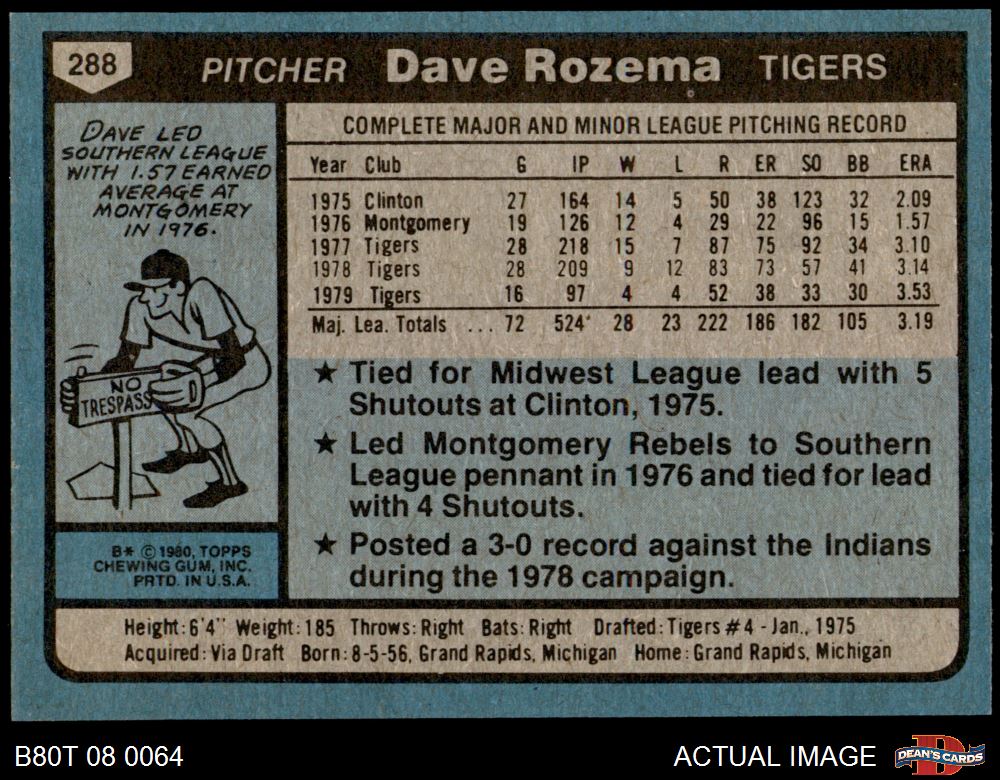 288 PITCHER Dave Rozema TIGERS
DAVE LED
SOUTHERN LEAGUE
WITH 1.57 EARNED
AVERAGE AT
MONTGOMERY
IN 1976.
NO
TRESPASS
B* © 1980, TOPPS
CHEWING GUM, INC.
PRTD. IN U.S.A.
COMPLETE MAJOR AND MINOR LEAGUE PITCHING RECORD
Year Club G IP W L R ER SO BB ERA
1975 Clinton 27 164 14 5 50 38 123 32 2.09
1976 Montgomery 19 126 12 4 29 22 96 15 1.57
1977 Tigers 28 218 15 7 87 75 92 34 3.10
1978 Tigers 28 209 9 12 83 73 57 41 3.14
1979 Tigers 16 97 4 4 52 38 33 30 3.53
Maj. Lea. Totals ... 72 524* 28 23 222 186 182 105 3.19
★ Tied for Midwest League lead with 5
Shutouts at Clinton, 1975.
★ Led Montgomery Rebels to Southern
League pennant in 1976 and tied for lead
with 4 Shutouts.
★ Posted a 3-0 record against the Indians
during the 1978 campaign.
Height: 6'4" Weight: 185 Throws: Right Bats: Right Drafted: Tigers #4 - Jan., 1975
Acquired: Via Draft Born: 8-5-56, Grand Rapids, Michigan Home: Grand Rapids, Michigan
B80T 08 0064 ACTUAL IMAGE DEAN'S CARDS